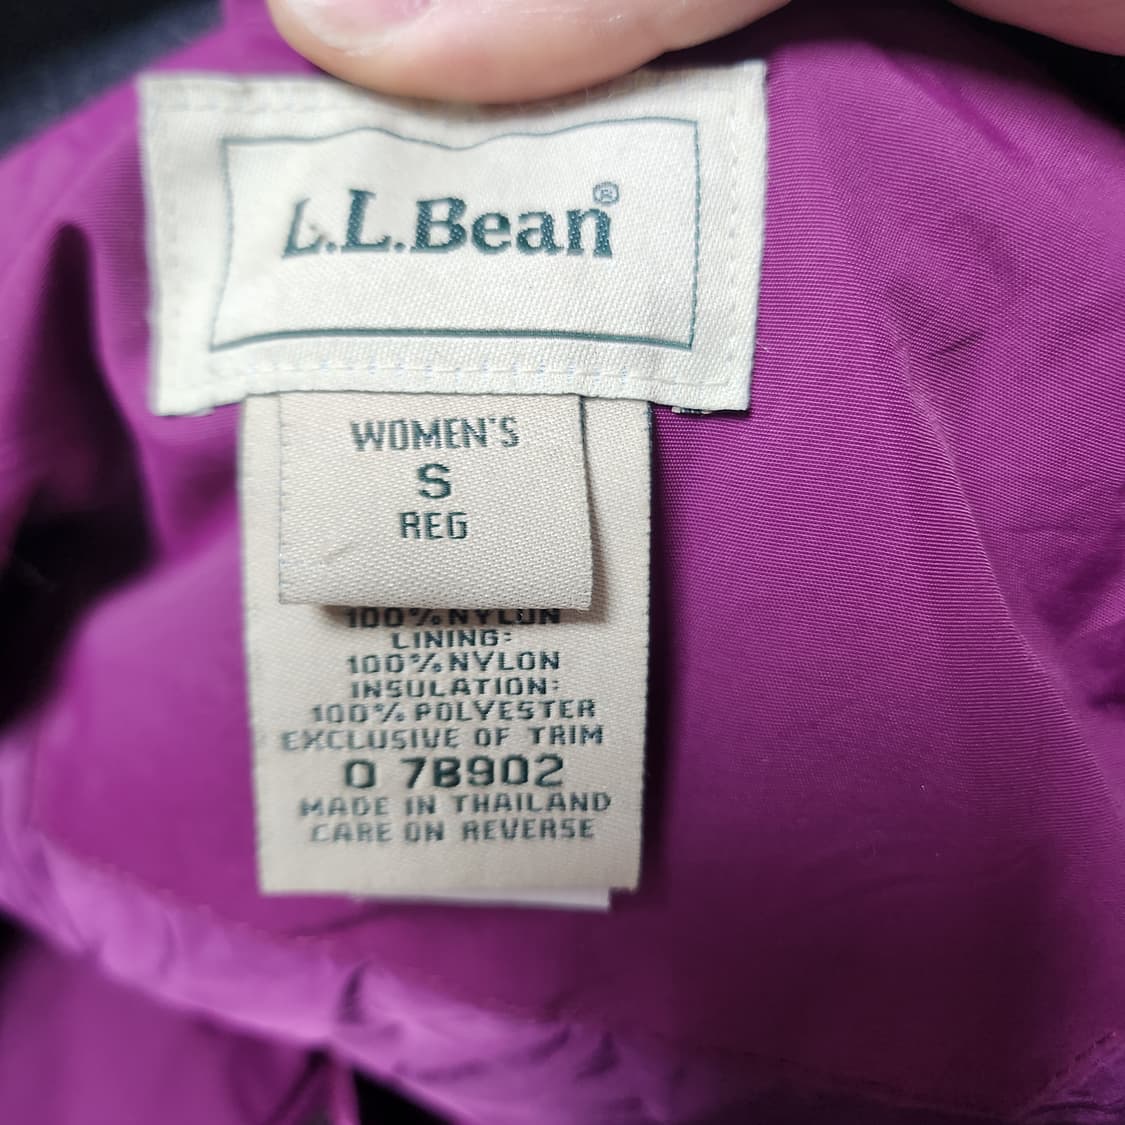 L.L.Bean®
WOMEN'S
S
REG
100% NYLON
LINING:
100% NYLON
INSULATION:
100% POLYESTER
EXCLUSIVE OF TRIM
0 7B902
MADE IN THAILAND
CARE ON REVERSE